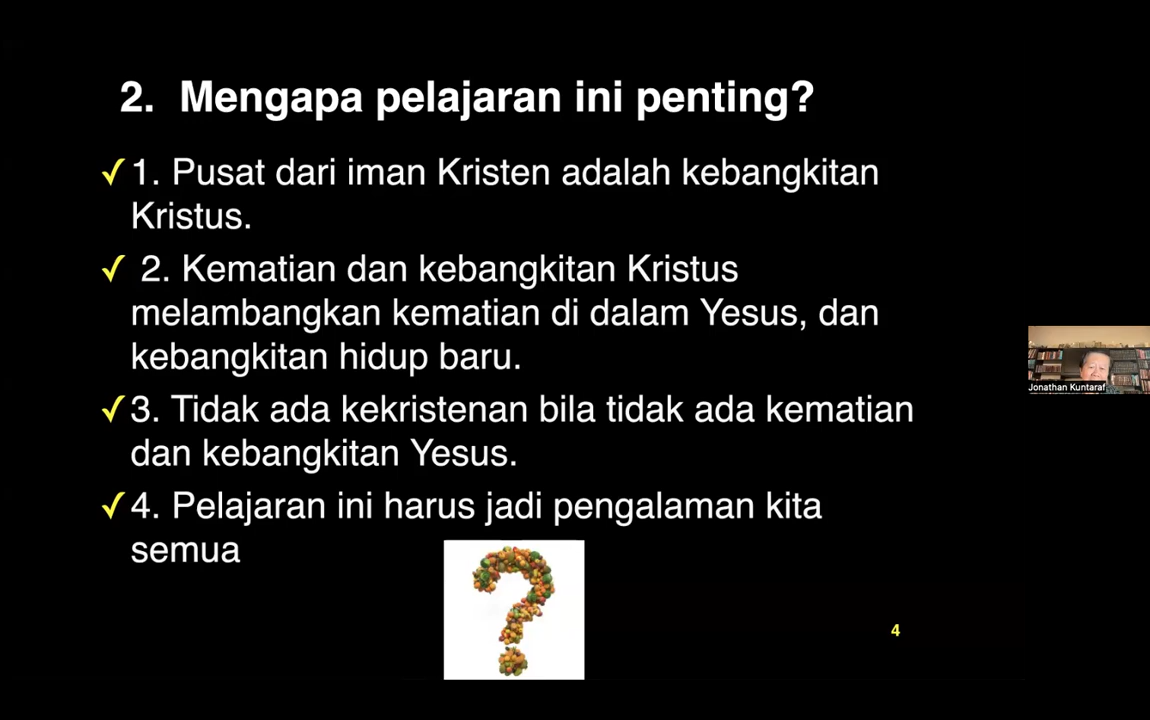 2. Mengapa pelajaran ini penting?
✓ 1. Pusat dari iman Kristen adalah kebangkitan
Kristus.
✓ 2. Kematian dan kebangkitan Kristus
melambangkan kematian di dalam Yesus, dan
kebangkitan hidup baru.
✓ 3. Tidak ada kekristenan bila tidak ada kematian
dan kebangkitan Yesus.
✓ 4. Pelajaran ini harus jadi pengalaman kita
semua
4
Jonathan Kuntaraf